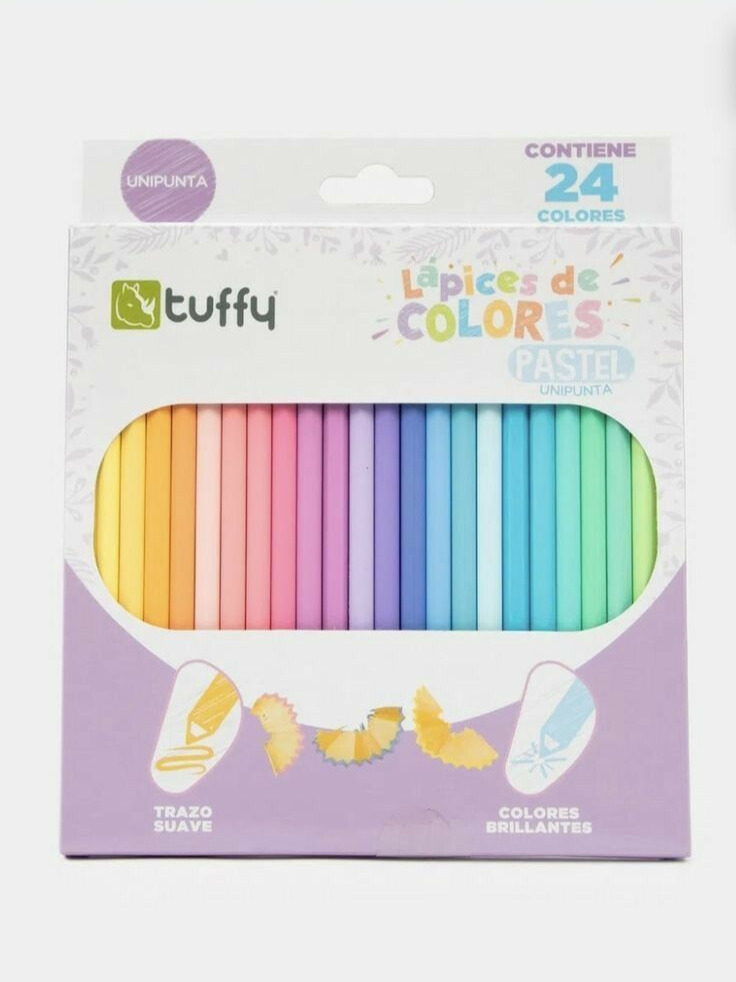 UNIPUNTA
CONTIENE
24
COLORES
tuffy
Lápices de
COLORES
PASTEL
UNIPUNTA
TRAZO
SUAVE
COLORES
BRILLANTES